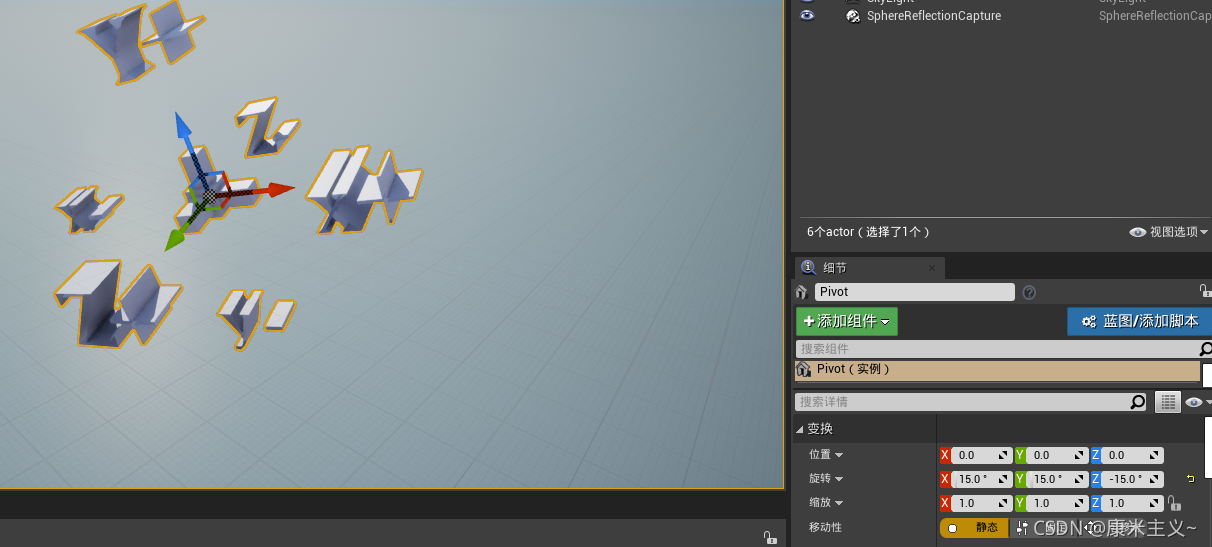 SkyLight SkyLight
SphereReflectionCapture SphereReflectionCap
6个actor（选择了1个） 视图选项
细节
Pivot
+添加组件 蓝图/添加脚本
搜索组件
Pivot（实例）
搜索详情
变换
位置 X 0.0 Y 0.0 Z 0.0
旋转 X 15.0° Y 15.0° Z -15.0°
缩放 X 1.0 Y 1.0 Z 1.0
移动性 静态 CSDN @康米主义~